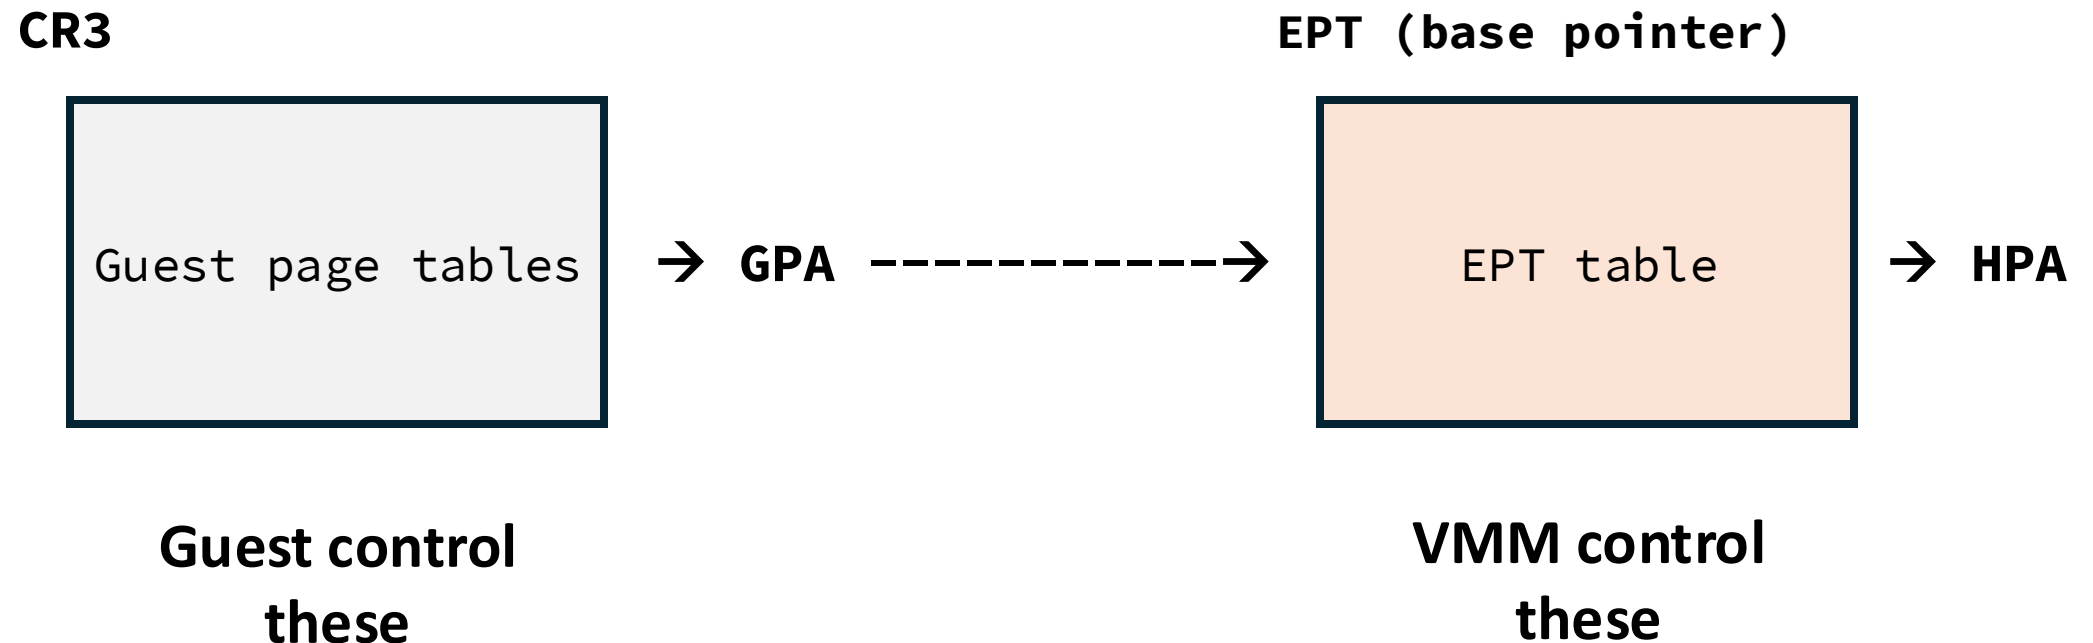 CR3
EPT (base pointer)
Guest page tables
→ GPA
EPT table
→ HPA
Guest control
these
VMM control
these